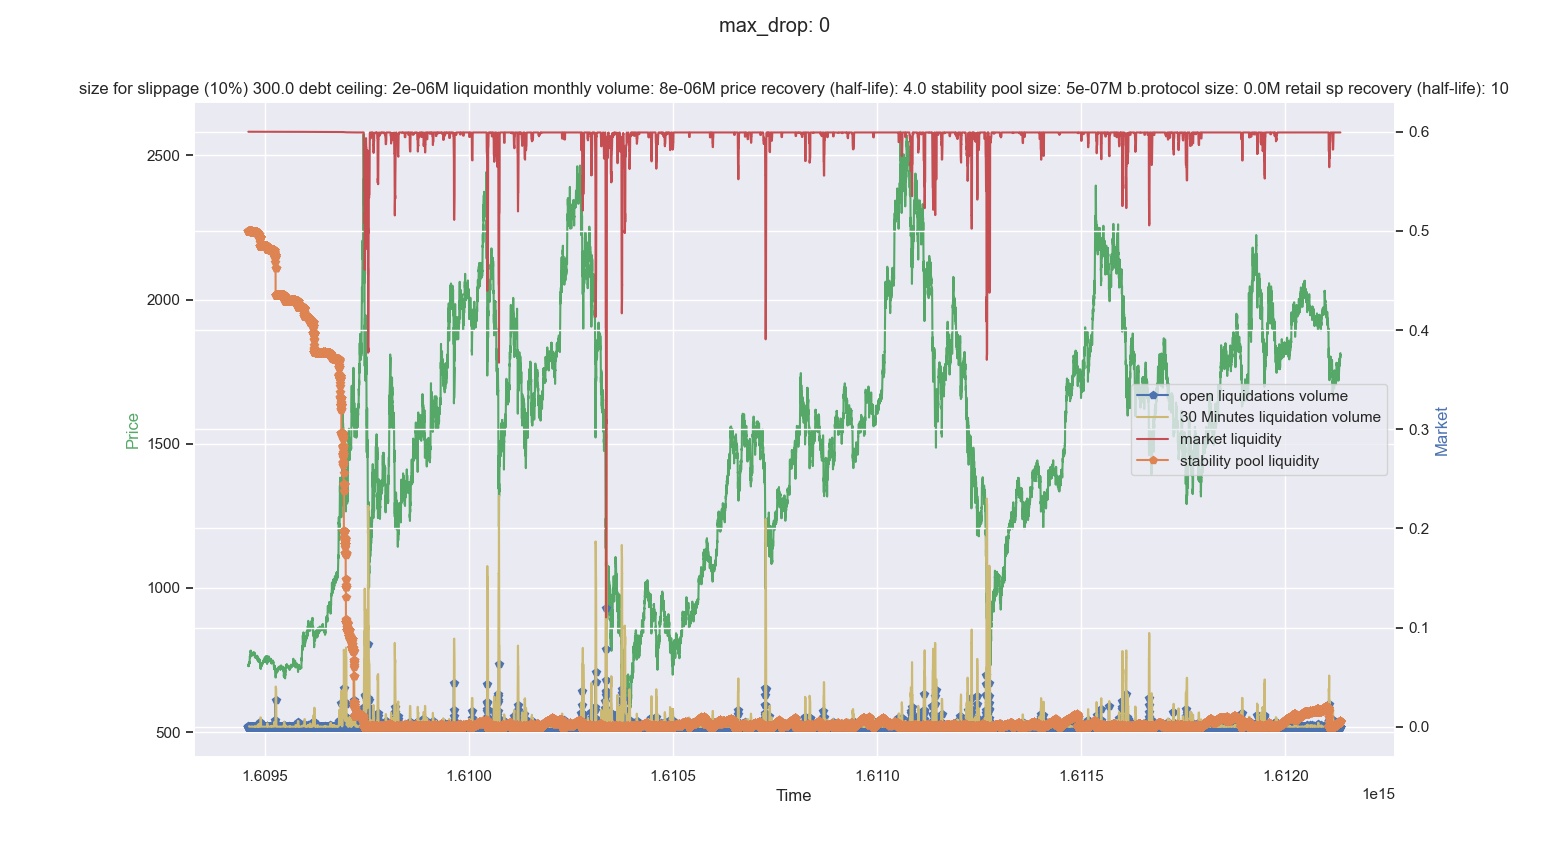 max_drop: 0
size for slippage (10%) 300.0 debt ceiling: 2e-06M liquidation monthly volume: 8e-06M price recovery (half-life): 4.0 stability pool size: 5e-07M b.protocol size: 0.0M retail sp recovery (half-life): 10
2500
2000
1500
1000
500
Price
0.6
0.5
0.4
0.3
0.2
0.1
0.0
Market
open liquidations volume
30 Minutes liquidation volume
market liquidity
stability pool liquidity
1.6095 1.6100 1.6105 1.6110 1.6115 1.6120
1e15
Time